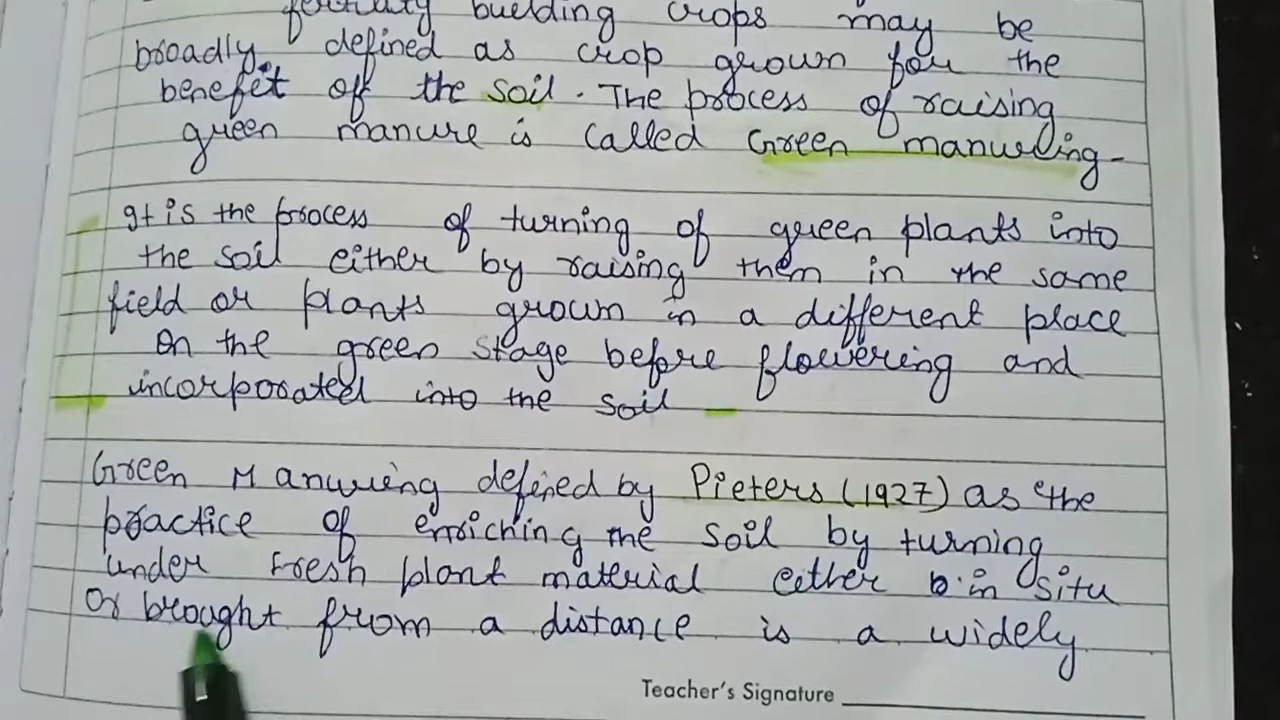 fertility building crops may be
broadly defined as crop grown for the
benefit of the soil. The process of raising
green manure is called Green manuring-
It is the process of turning of green plants into
the soil either by raising them in the same
field or plants grown in a different place
On the green stage before flowering and
incorporated into the soil
Green Manuring defined by Pieters (1927) as "the
practice of enriching the soil by turning
under Fresh plant material either b. in situ
Or brought from a distance is a widely
Teacher's Signature